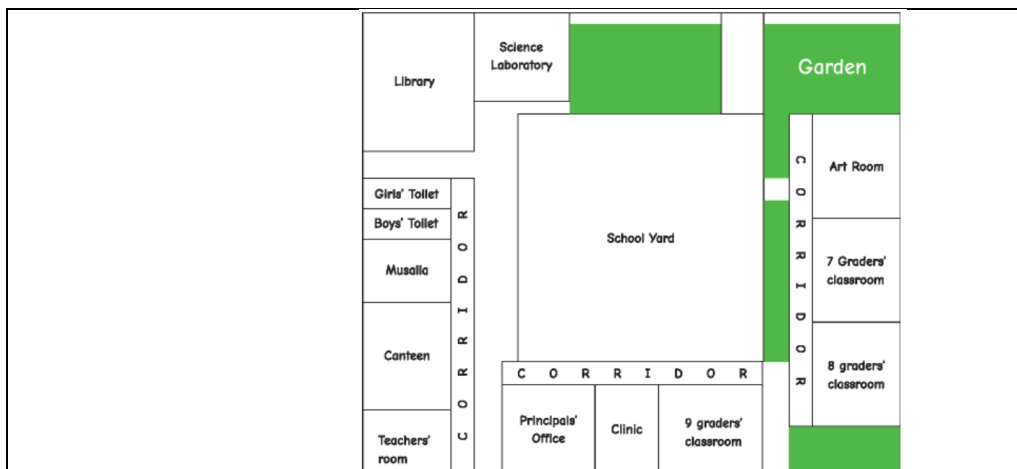 Science
Laboratory
Library
Garden
Art Room
Girls' Toilet
Boys' Toilet
Musalla
Canteen
Teachers'
room
CORRIDOR
School Yard
CORRIDOR
Principals'
Office
Clinic
9 graders'
classroom
CORRIDOR
7 Graders'
classroom
8 graders'
classroom